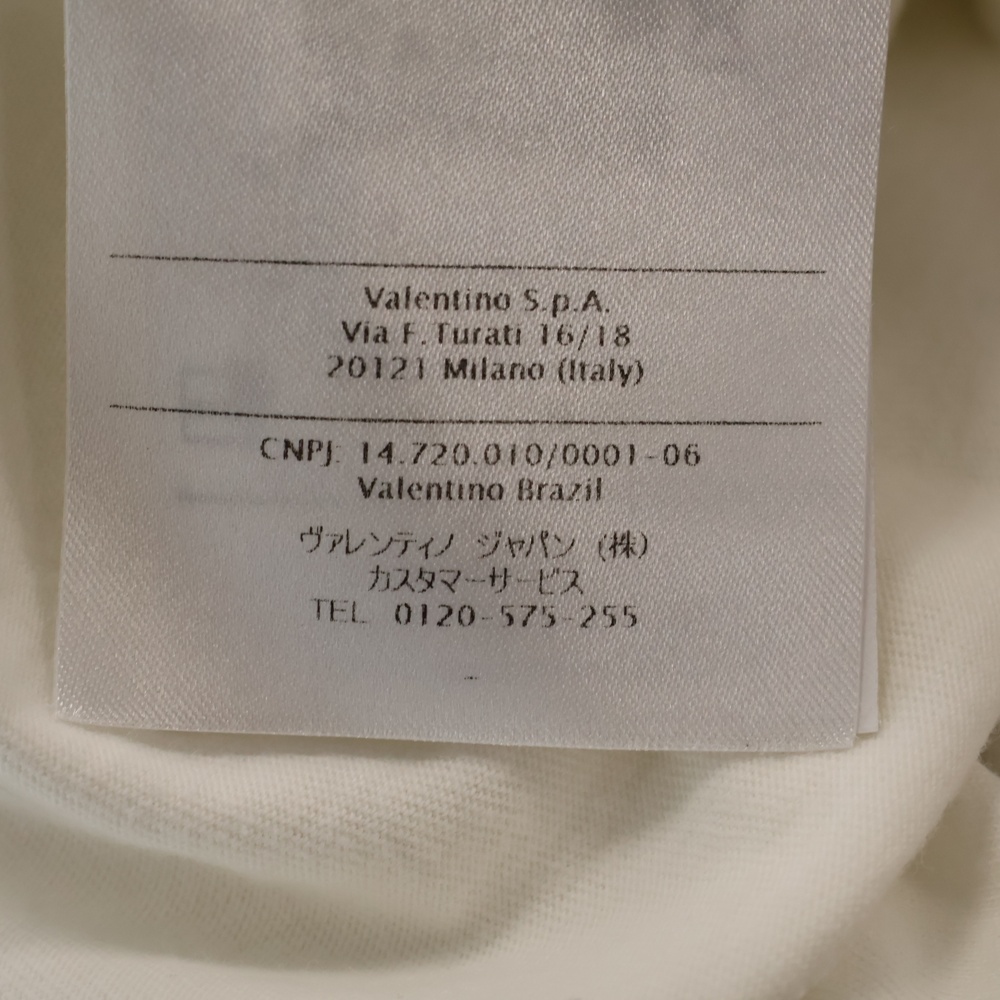 Valentino S.p.A.
Via F. Turati 16/18
20121 Milano (Italy)
CNPJ: 14.720.010/0001-06
Valentino Brazil
ヴァレンティノ ジャパン (株)
カスタマーサービス
TEL 0120-575-255